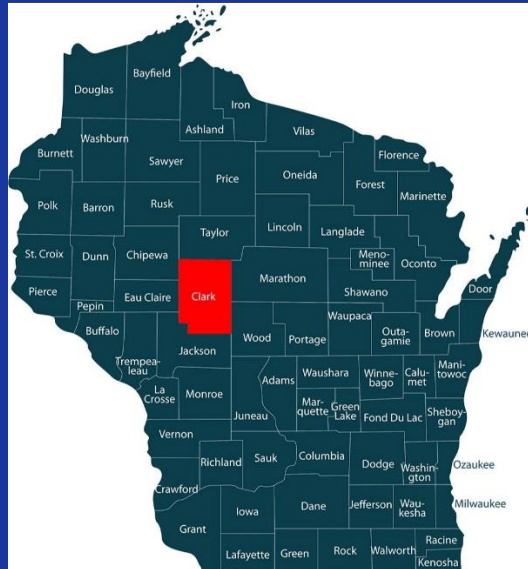 Bayfield
Douglas
Iron
Ashland
Vilas
Washburn
Burnett
Sawyer
Florence
Oneida
Price
Forest
Marinette
Polk
Barron
Rusk
Lincoln
Langlade
Taylor
Meno-
minee
Oconto
St. Croix
Dunn
Chipewa
Marathon
Door
Clark
Pierce
Eau Claire
Shawano
Pepin
Waupaca
Buffalo
Outa-
gamie
Brown
Kewaunee
Wood
Portage
Jackson
Trempea-
leau
Waushara
Winne-
bago
Calu-
met
Mani-
towoc
Adams
La
Crosse
Monroe
Mar-
quette
Green
Lake
Fond Du Lac
Sheboy-
gan
Juneau
Vernon
Columbia
Sauk
Richland
Dodge
Washing-
ton
Ozaukee
Crawford
Iowa
Dane
Jefferson
Wau-
kesha
Milwaukee
Grant
Racine
Lafayette
Green
Rock
Walworth
Kenosha